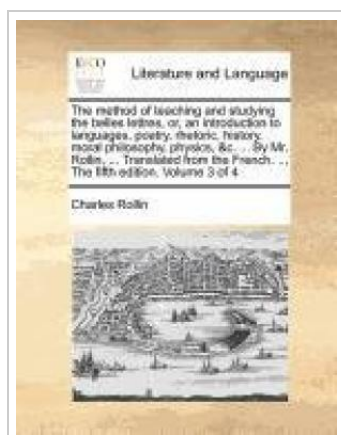 ECCO
Literature and Language
The method of teaching and studying
the belles lettres, or, an introduction to
languages, poetry, rhetoric, history,
moral philosophy, physics, &c. ... By Mr.
Rollin, ... Translated from the French. ...
The fifth edition. Volume 3 of 4
Charles Rollin